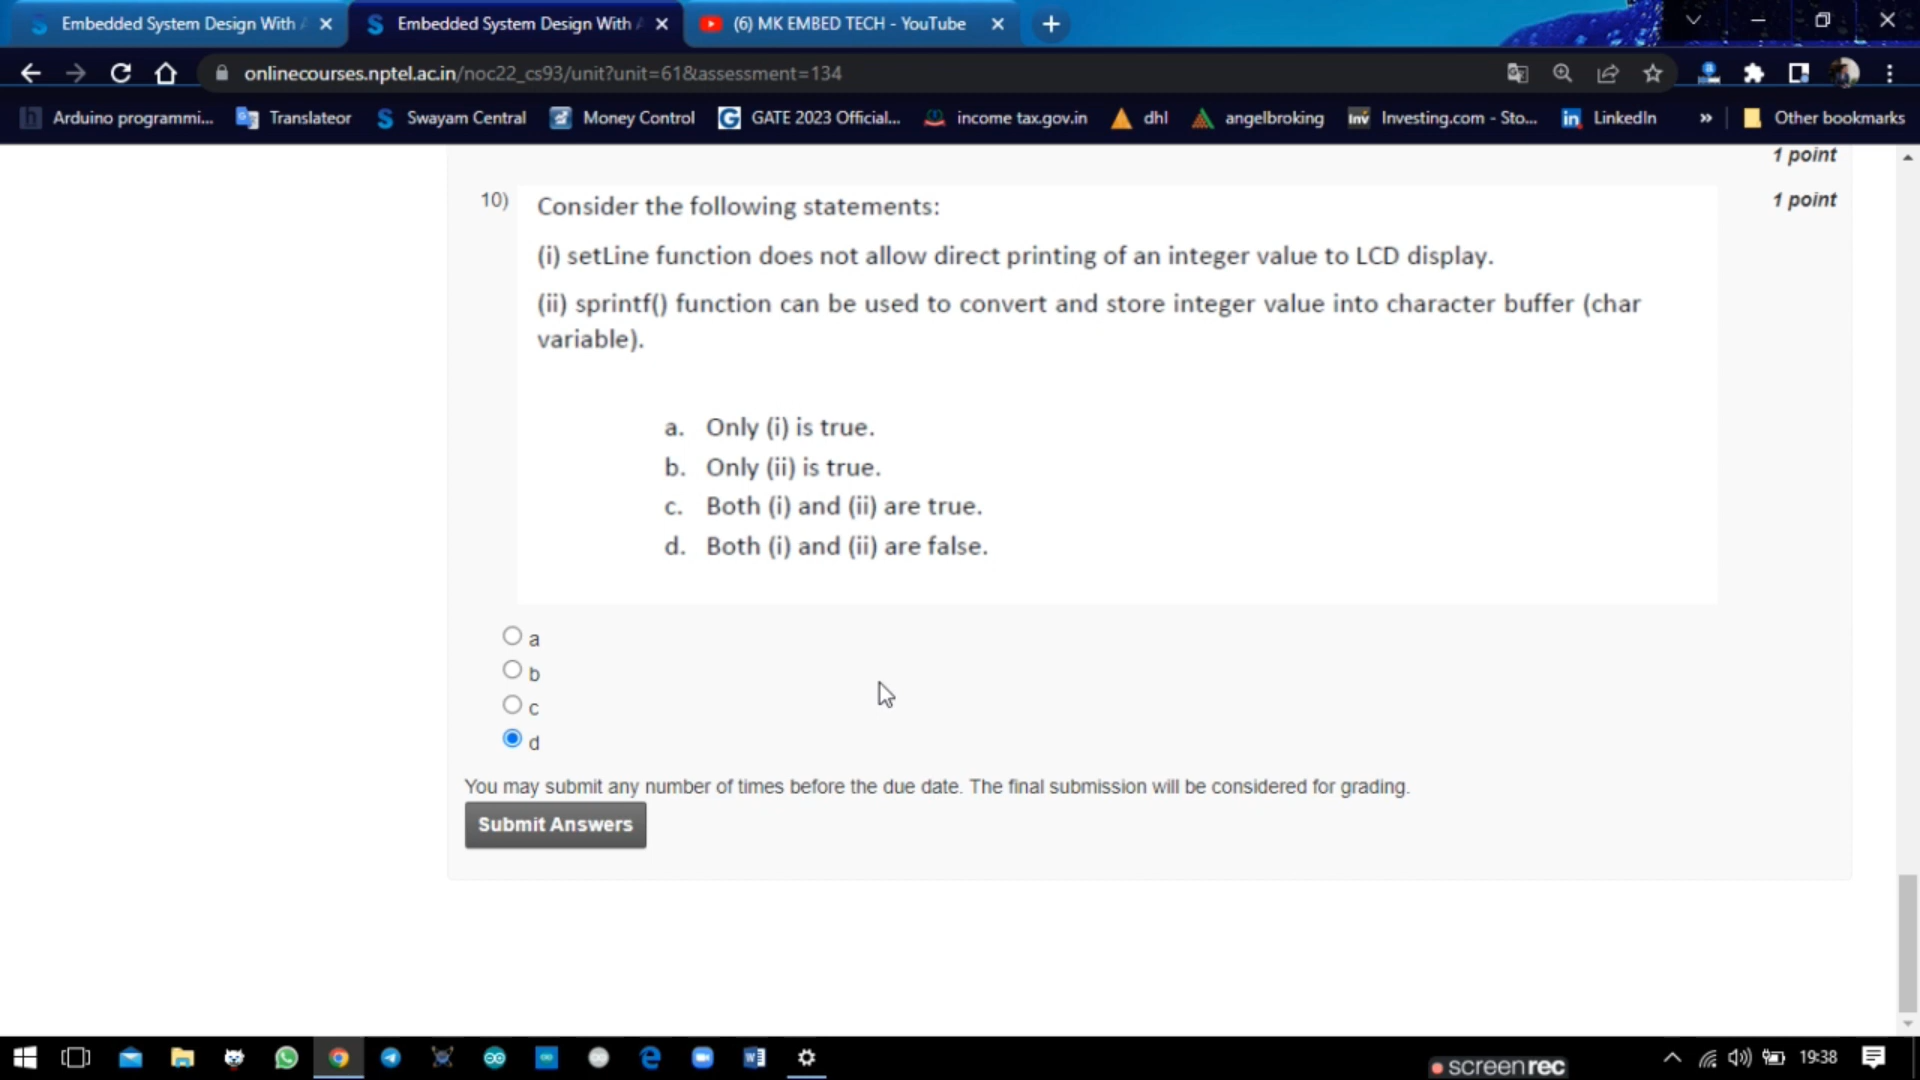 Embedded System Design With
Embedded System Design With
(6) MK EMBED TECH - YouTube
onlinecourses.nptel.ac.in/noc22_cs93/unit?unit=61&assessment=134
Arduino programmi...
Translateor
Swayam Central
Money Control
GATE 2023 Official...
income tax.gov.in
dhl
angelbroking
Inv Investing.com - Sto...
in LinkedIn
»
Other bookmarks
1 point
10)
Consider the following statements:
1 point
(i) setLine function does not allow direct printing of an integer value to LCD display.
(ii) sprintf() function can be used to convert and store integer value into character buffer (char
variable).
a. Only (i) is true.
b. Only (ii) is true.
c. Both (i) and (ii) are true.
d. Both (i) and (ii) are false.
a
b
c
d
You may submit any number of times before the due date. The final submission will be considered for grading.
Submit Answers
screenrec
19:38